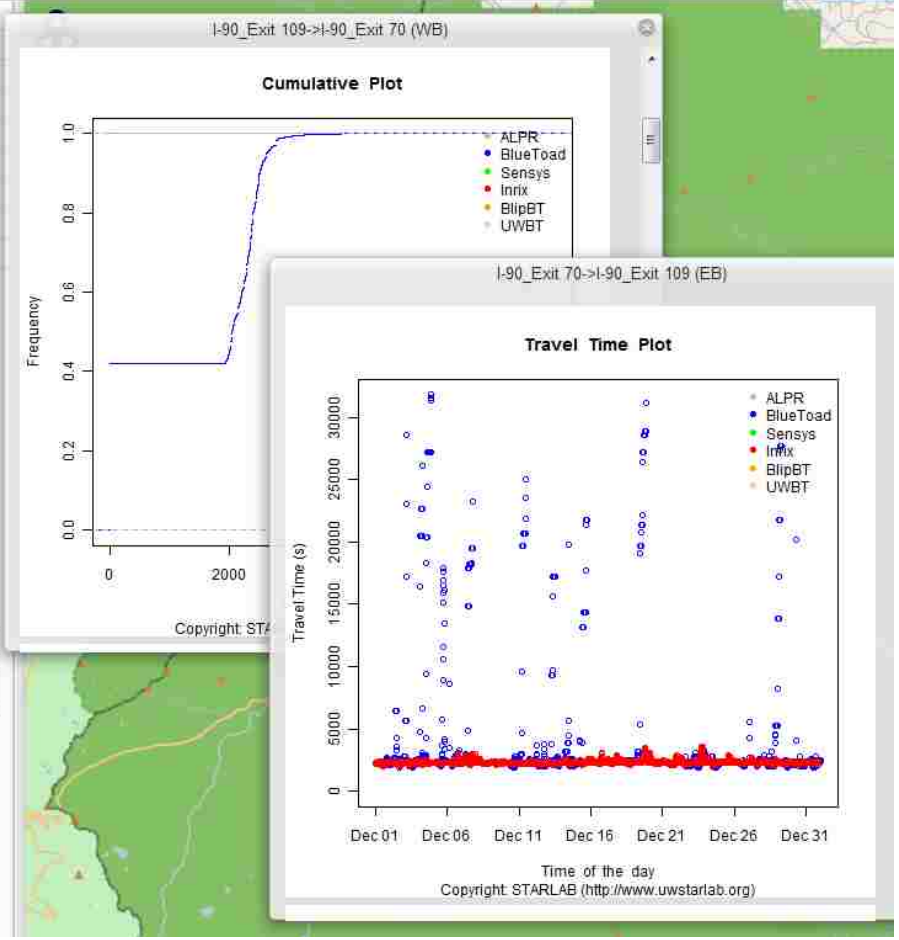 I-90_Exit 109->I-90_Exit 70 (WB)
Cumulative Plot
1.0
0.8
0.6
0.4
0.2
0.0
Frequency
ALPR
BlueToad
Sensys
Inrix
BlipBT
UWBT
0
2000
Copyright: STA
I-90_Exit 70->I-90_Exit 109 (EB)
Travel Time Plot
30000
25000
20000
15000
10000
5000
0
Travel Time (s)
ALPR
BlueToad
Sensys
Inrix
BlipBT
UWBT
Dec 01
Dec 06
Dec 11
Dec 16
Dec 21
Dec 26
Dec 31
Time of the day
Copyright: STARLAB (http://www.uwstarlab.org)